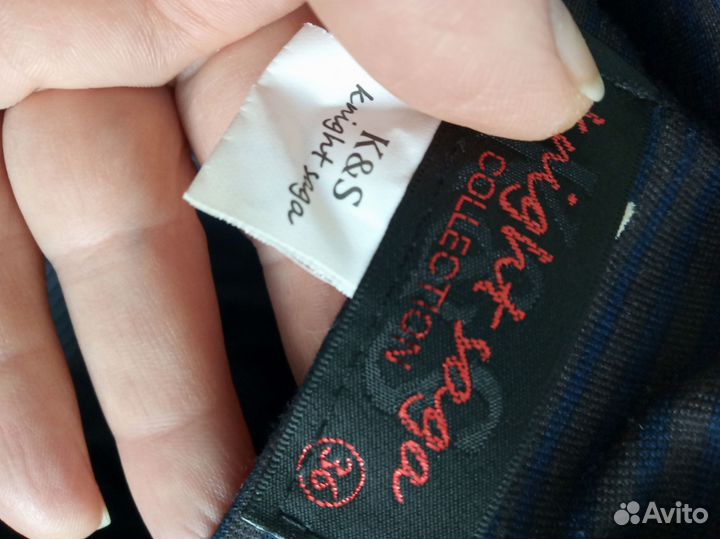 K&S
knight saga
knight saga
COLLECTION
36
Avito